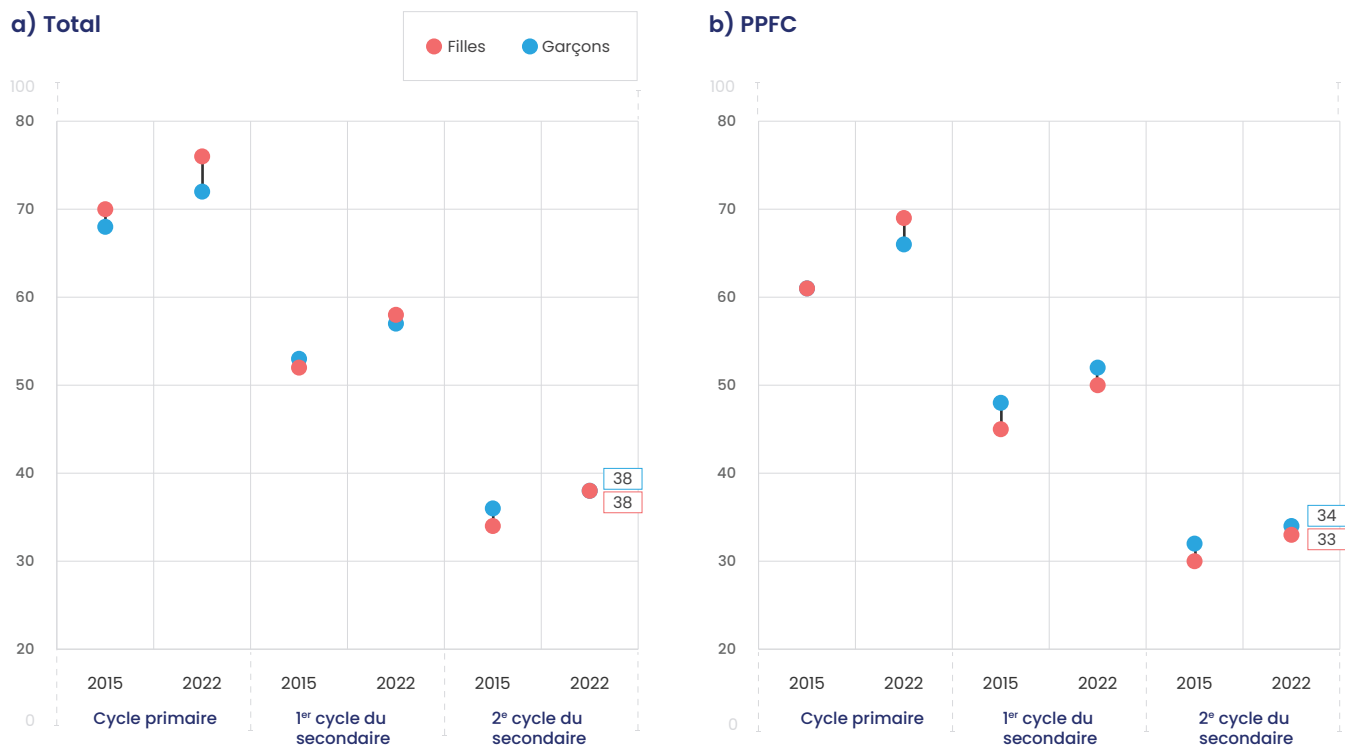 a) Total
Filles
Garçons
100
80
70
60
50
40
30
20
0
38
38
2015
2022
2015
2022
2015
2022
Cycle primaire
1er cycle du
secondaire
2e cycle du
secondaire
b) PPFC
100
80
70
60
50
40
30
20
0
34
33
2015
2022
2015
2022
2015
2022
Cycle primaire
1er cycle du
secondaire
2e cycle du
secondaire